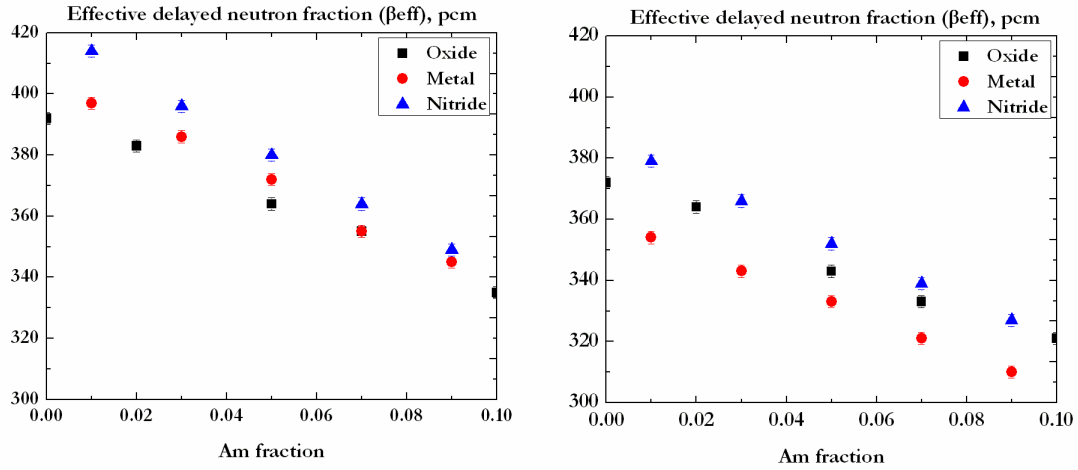 Effective delayed neutron fraction (βeff), pcm
420
400
380
360
340
320
300
0.00 0.02 0.04 0.06 0.08 0.10
Am fraction
Oxide
Metal
Nitride
Effective delayed neutron fraction (βeff), pcm
420
400
380
360
340
320
300
0.00 0.02 0.04 0.06 0.08 0.10
Am fraction
Oxide
Metal
Nitride